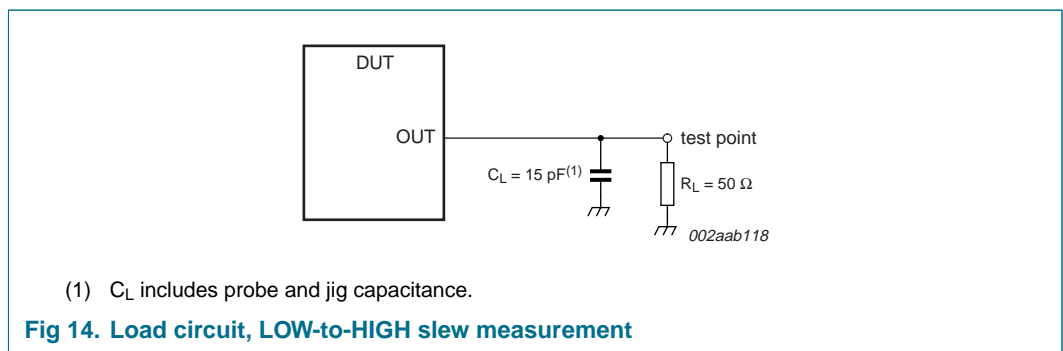 DUT
OUT
test point
C_L = 15 pF(1)
R_L = 50 Ω
002aab118
(1) C_L includes probe and jig capacitance.
Fig 14. Load circuit, LOW-to-HIGH slew measurement